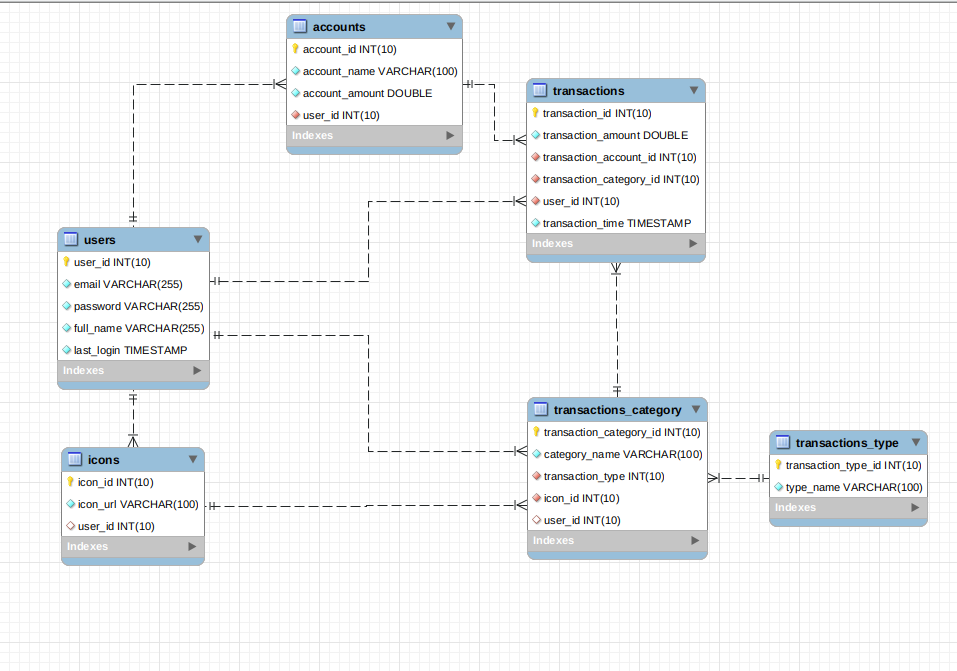 accounts
account_id INT(10)
account_name VARCHAR(100)
account_amount DOUBLE
user_id INT(10)
Indexes
transactions
transaction_id INT(10)
transaction_amount DOUBLE
transaction_account_id INT(10)
transaction_category_id INT(10)
user_id INT(10)
transaction_time TIMESTAMP
Indexes
users
user_id INT(10)
email VARCHAR(255)
password VARCHAR(255)
full_name VARCHAR(255)
last_login TIMESTAMP
Indexes
icons
icon_id INT(10)
icon_url VARCHAR(100)
user_id INT(10)
Indexes
transactions_category
transaction_category_id INT(10)
category_name VARCHAR(100)
transaction_type INT(10)
icon_id INT(10)
user_id INT(10)
Indexes
transactions_type
transaction_type_id INT(10)
type_name VARCHAR(100)
Indexes